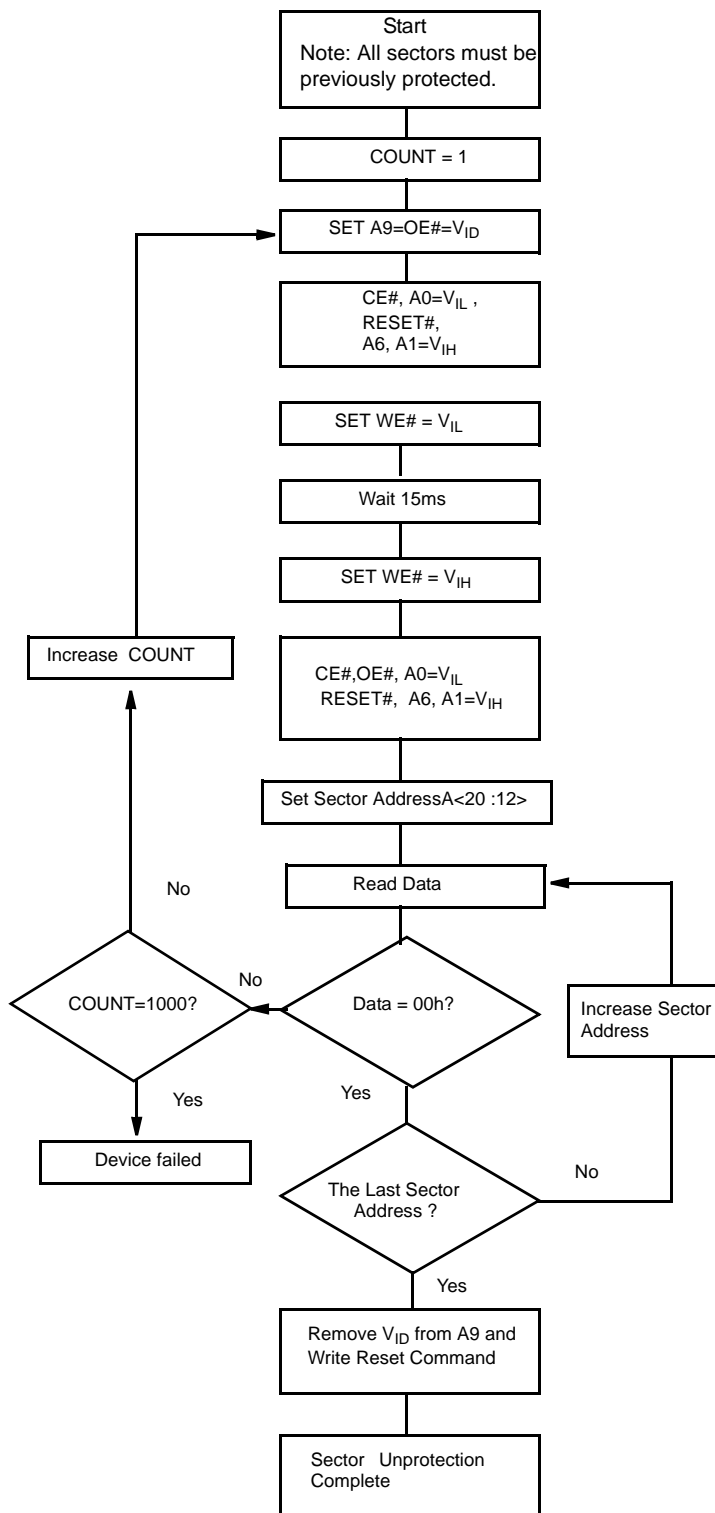 Start
Note: All sectors must be
previously protected.
COUNT = 1
SET A9=OE#=VID
CE#, A0=VIL ,
RESET#,
A6, A1=VIH
SET WE# = VIL
Wait 15ms
SET WE# = VIH
Increase COUNT
CE#,OE#, A0=VIL
RESET#, A6, A1=VIH
Set Sector AddressA<20 :12>
Read Data
No
COUNT=1000?
No
Data = 00h?
Increase Sector
Address
Yes
Yes
Device failed
The Last Sector
Address ?
No
Yes
Remove VID from A9 and
Write Reset Command
Sector Unprotection
Complete